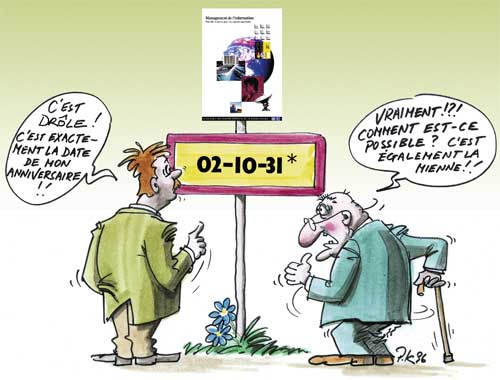 Management de l'information
C'EST
DRÔLE !
C'EST EXACTE-
MENT LA DATE
DE MON
ANNIVERSAIRE
!!
VRAIMENT!?!
COMMENT EST-CE
POSSIBLE ? C'EST
ÉGALEMENT LA
MIENNE!!
02-10-31*
P.K 96